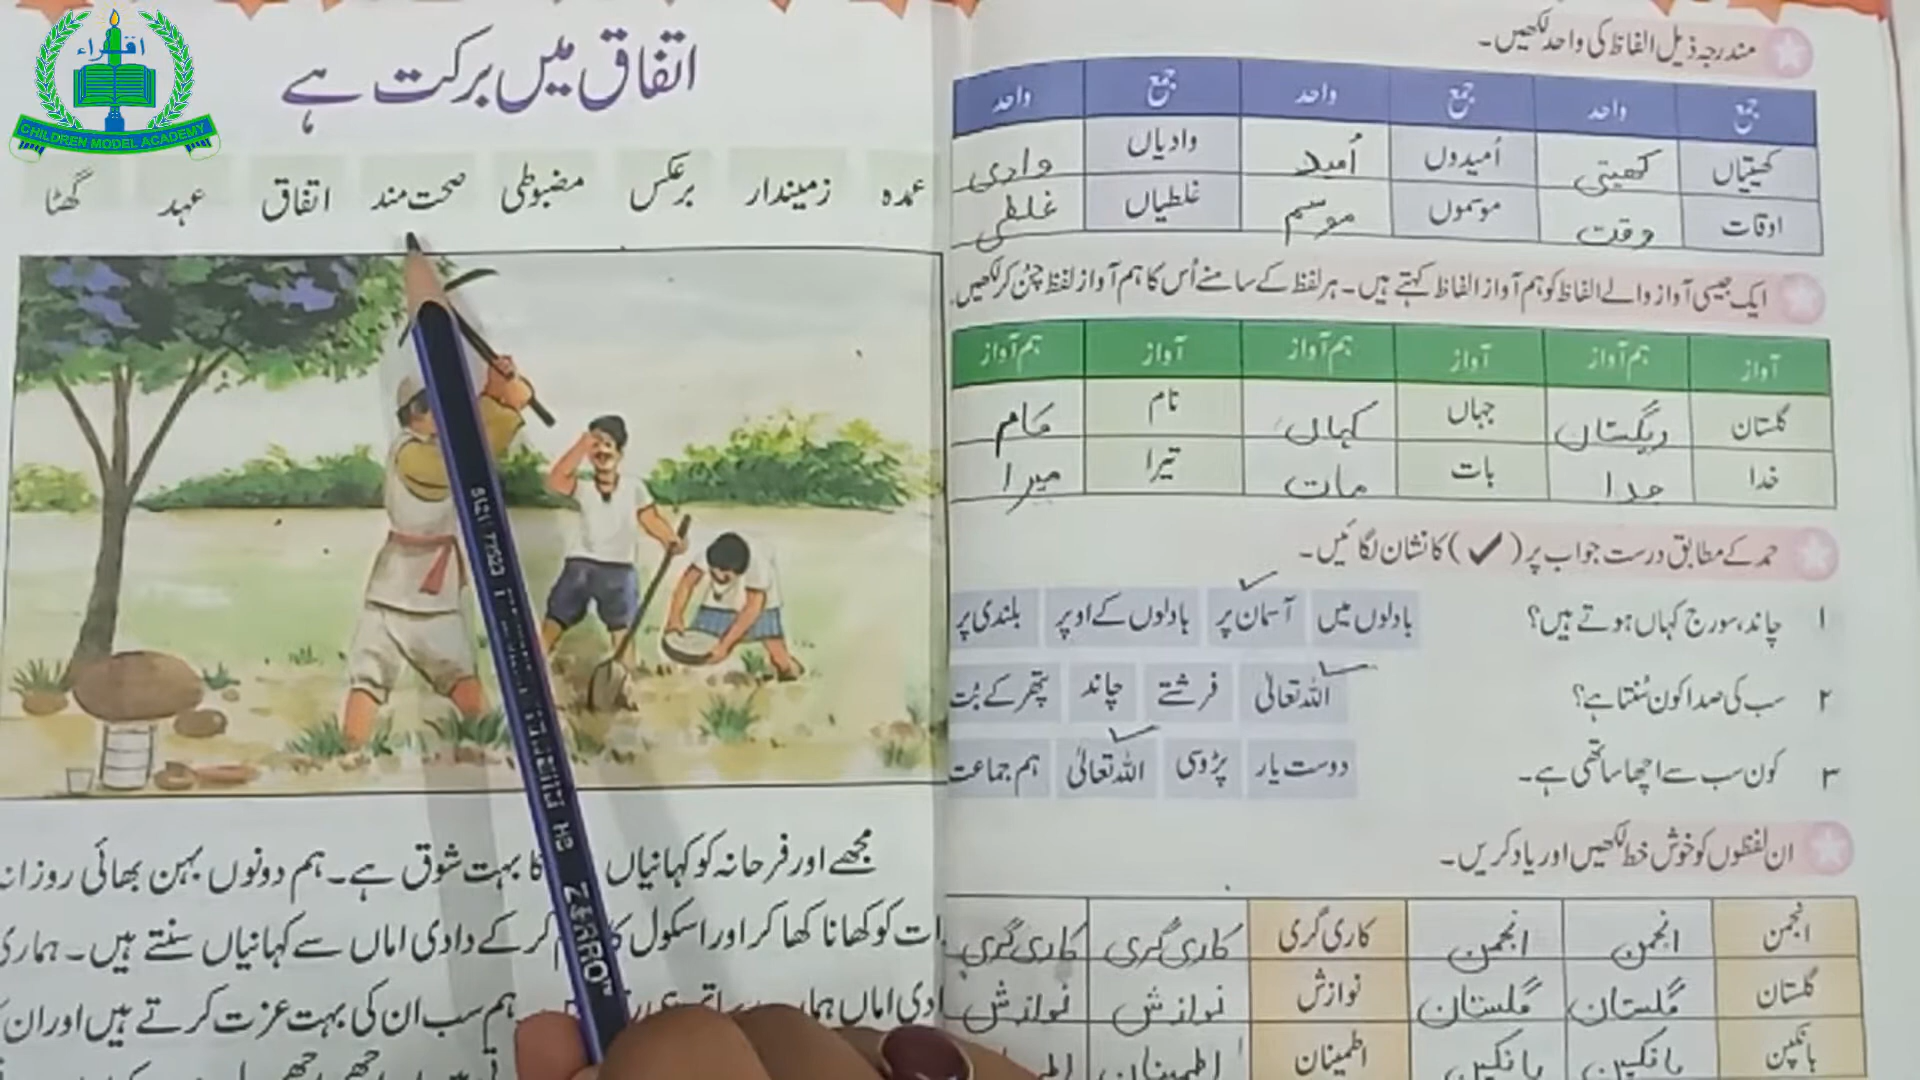 اقراء
CHILDREN MODEL ACADEMY
مندرجہ ذیل الفاظ کی واحد لکھیں۔
جمع واحد جمع واحد جمع واحد
کھیتیاں کھیتی اُمیدوں اُمید وادیاں وادی
اوقات وقت موسموں موسم غلطیاں غلطی
ایک جیسی آواز والے الفاظ کو ہم آواز الفاظ کہتے ہیں۔ ہر لفظ کے سامنے اُس کا ہم آواز لفظ چن کر لکھیں
آواز ہم آواز آواز ہم آواز آواز ہم آواز
گلستان ریگستان جہاں کہاں نام
خدا جدا بات مات تیرا میرا
حمد کے مطابق درست جواب پر (✓) کا نشان لگائیں۔
۱ چاند، سورج کہاں ہوتے ہیں؟ بادلوں میں آسمان پر ✓ بادلوں کے اوپر بلندی پر
۲ سب کی صدا کون سُنتا ہے؟ اللہ تعالیٰ ✓ فرشتے چاند پتھر کے بُت
۳ کون سب سے اچھا ساتھی ہے۔ دوست یار پڑوسی اللہ تعالیٰ ✓ ہم جماعت
ان لفظوں کو خوش خط لکھیں اور یاد کریں۔
انجمن انجمن انجمن کاری گری کاری گری کاری گری
گلستان گلستان گلستان نوازش نوازش نوازش
بانکپن بانکپن بانکپن اطمینان اطمینان
اتفاق میں برکت ہے
عمدہ زمیندار برعکس مضبوطی صحت مند اتفاق عہد گھٹا
مجھے اور فرحانہ کو کہانیاں کا بہت شوق ہے۔ ہم دونوں بہن بھائی روزانہ
کو کھانا کھا کر اور اسکول کر کے دادی اماں سے کہانیاں سنتے ہیں۔ ہماری
اماں ہم سب ان کی بہت عزت کرتے ہیں اور ان
S161 HB ZARRO